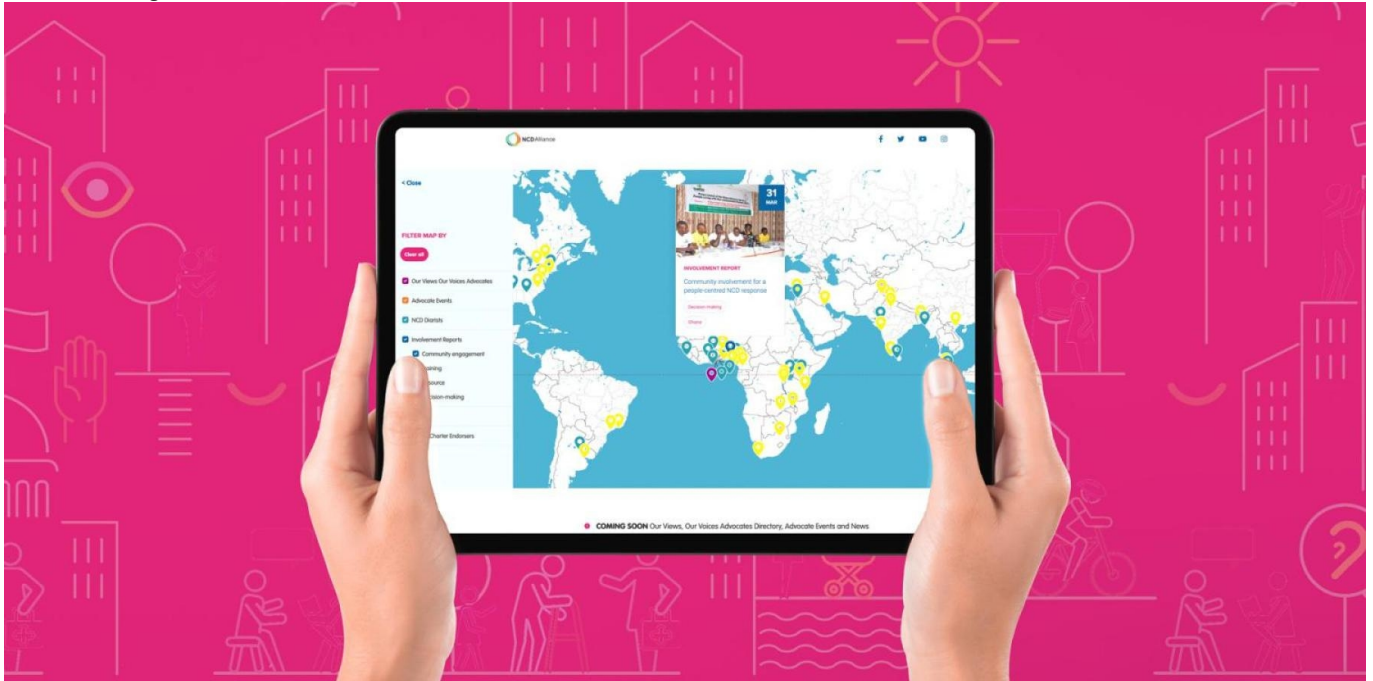 NCDAlliance
< Close
31
MAR
FILTER MAP BY
Clear all
INVOLVEMENT REPORT
Community involvement for a
people-centred NCD response
Decision-making
Ghana
Our Views Our Voices Advocates
Advocate Events
NCD Diarists
Involvement Reports
Community engagement
Charter Endorsers
COMING SOON Our Views, Our Voices Advocates Directory, Advocate Events and News